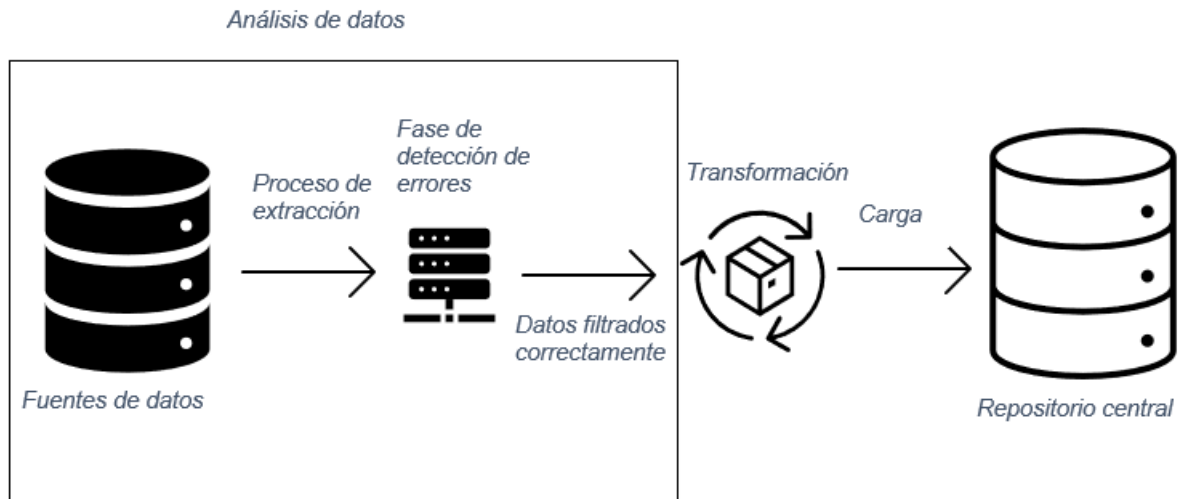 Análisis de datos
Fase de
detección de
errores
Proceso de
extracción
Transformación
Carga
Datos filtrados
correctamente
Fuentes de datos
Repositorio central